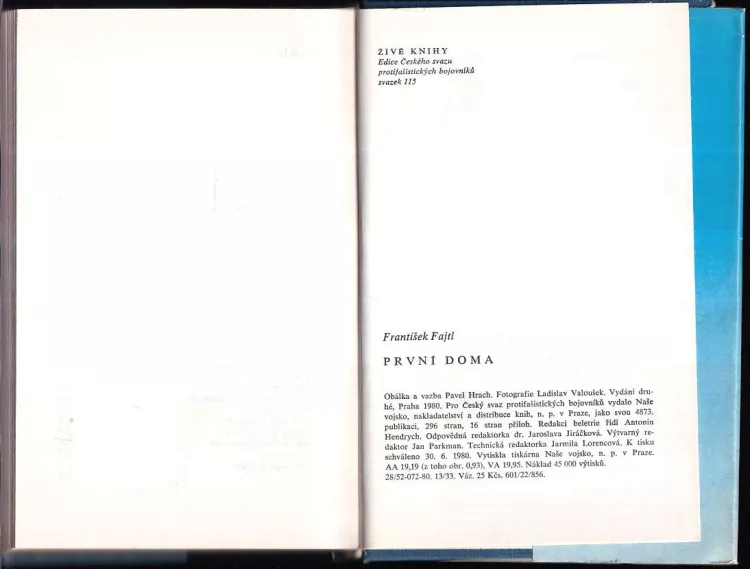 ŽIVÉ KNIHY
Edice Českého svazu
protifašistických bojovníků
svazek 115
František Fajtl
PRVNÍ DOMA
Obálka a vazba Pavel Hrach. Fotografie Ladislav Valoušek. Vydání dru-
hé, Praha 1980. Pro Český svaz protifašistických bojovníků vydalo Naše
vojsko, nakladatelství a distribuce knih, n. p. v Praze, jako svou 4873.
publikaci, 296 stran, 16 stran příloh. Redakci beletrie řídí Antonín
Hendrych. Odpovědná redaktorka dr. Jaroslava Jiráčková. Výtvarný re-
daktor Jan Parkman. Technická redaktorka Jarmila Lorencová. K tisku
schváleno 30. 6. 1980. Vytiskla tiskárna Naše vojsko, n. p. v Praze.
AA 19,19 (z toho obr. 0,93), VA 19,95. Náklad 45 000 výtisků.
28/52-072-80. 13/33. Váz. 25 Kčs. 601/22/856.